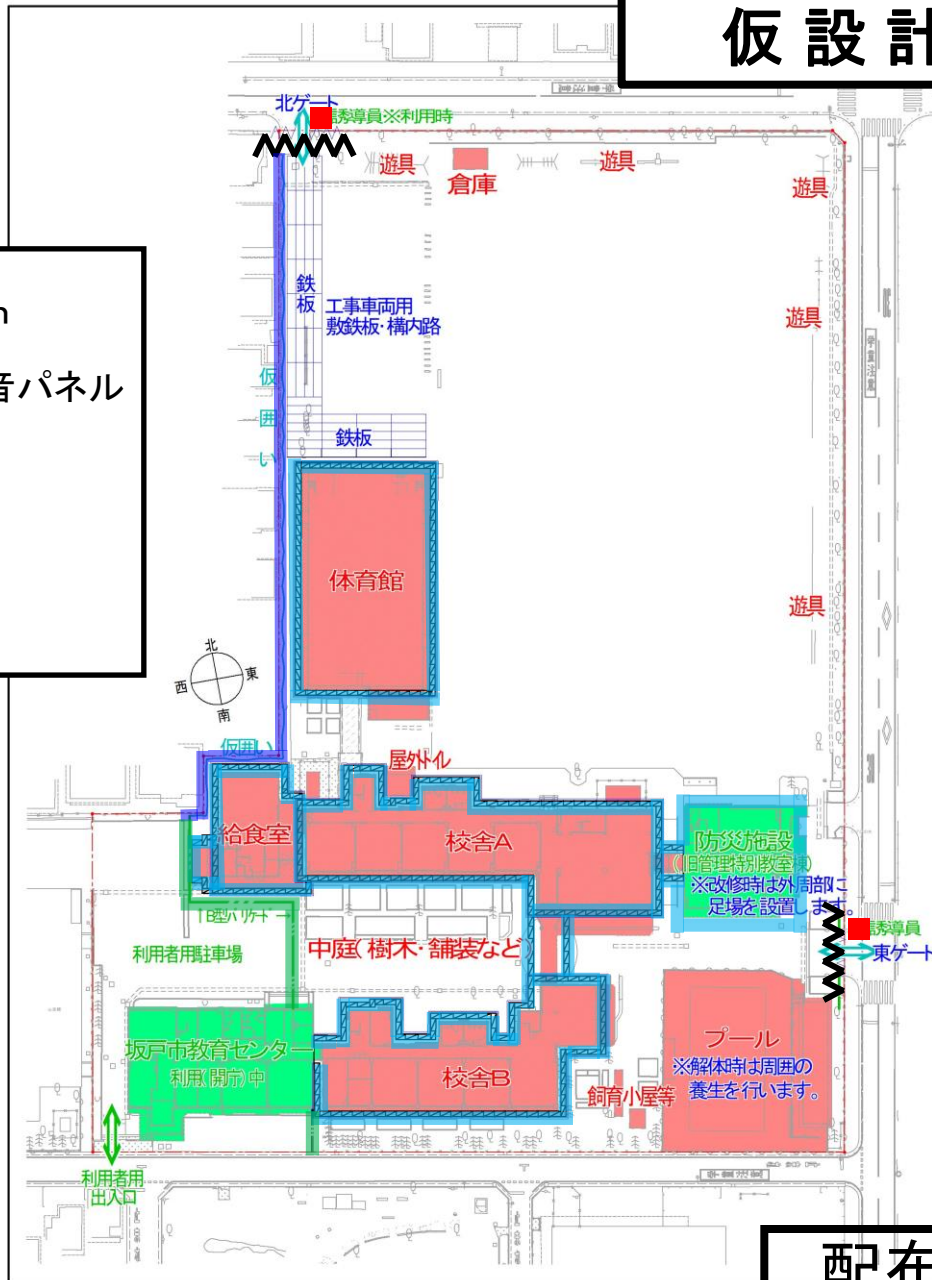 仮設計
北ゲート
誘導員※利用時
遊具
倉庫
遊具
遊具
音パネル
鉄板
工事車両用
敷鉄板・構内路
仮囲い
遊具
鉄板
体育館
遊具
北
西
東
南
仮囲い
屋外トイレ
給食室
校舎A
防災施設
(旧管理特別教室棟)
※改修時は外周部に
足場を設置します。
B型バリケード
利用者用駐車場
中庭(樹木・舗装など)
誘導員
東ゲート
坂戸市教育センター
利用(開庁)中
校舎B
飼育小屋等
プール
※解体時は周囲の
養生を行います。
利用者用
出入口
配布